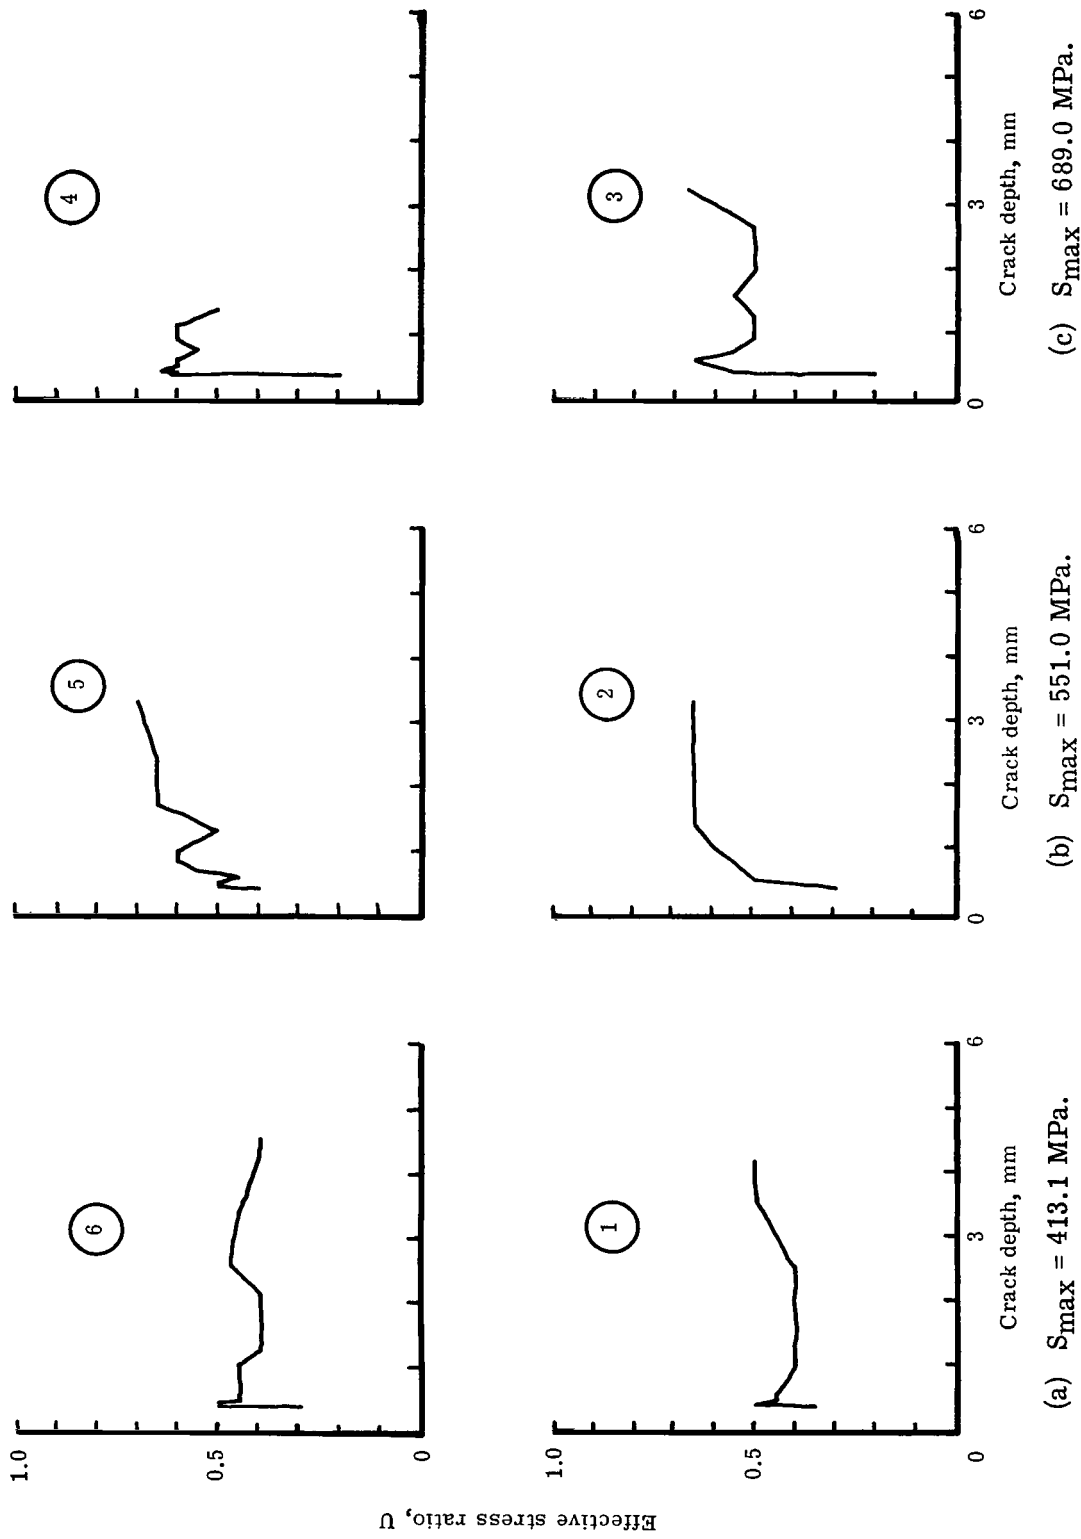 6
5
4
1.0
0.5
0
Effective stress ratio, U
1
2
3
1.0
0.5
0
3
6
0
3
6
0
3
6
Crack depth, mm
Crack depth, mm
Crack depth, mm
(a) Smax = 413.1 MPa.
(b) Smax = 551.0 MPa.
(c) Smax = 689.0 MPa.